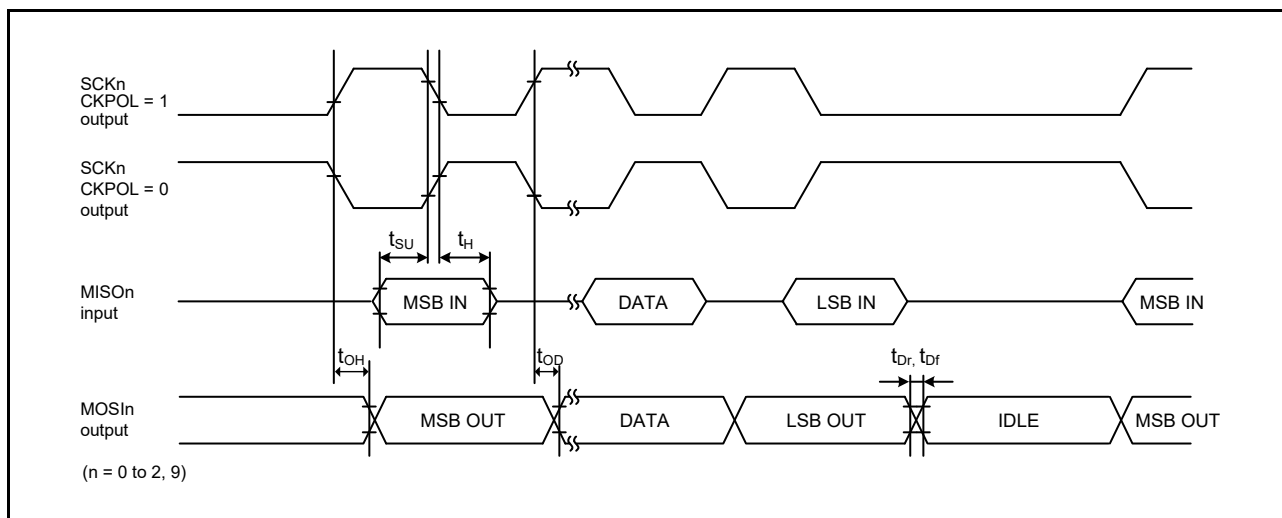 SCKn
CKPOL = 1
output
SCKn
CKPOL = 0
output
tSU
tH
MISOn
input
MSB IN
DATA
LSB IN
MSB IN
tOH
tOD
tDr, tDf
MOSIn
output
MSB OUT
DATA
LSB OUT
IDLE
MSB OUT
(n = 0 to 2, 9)